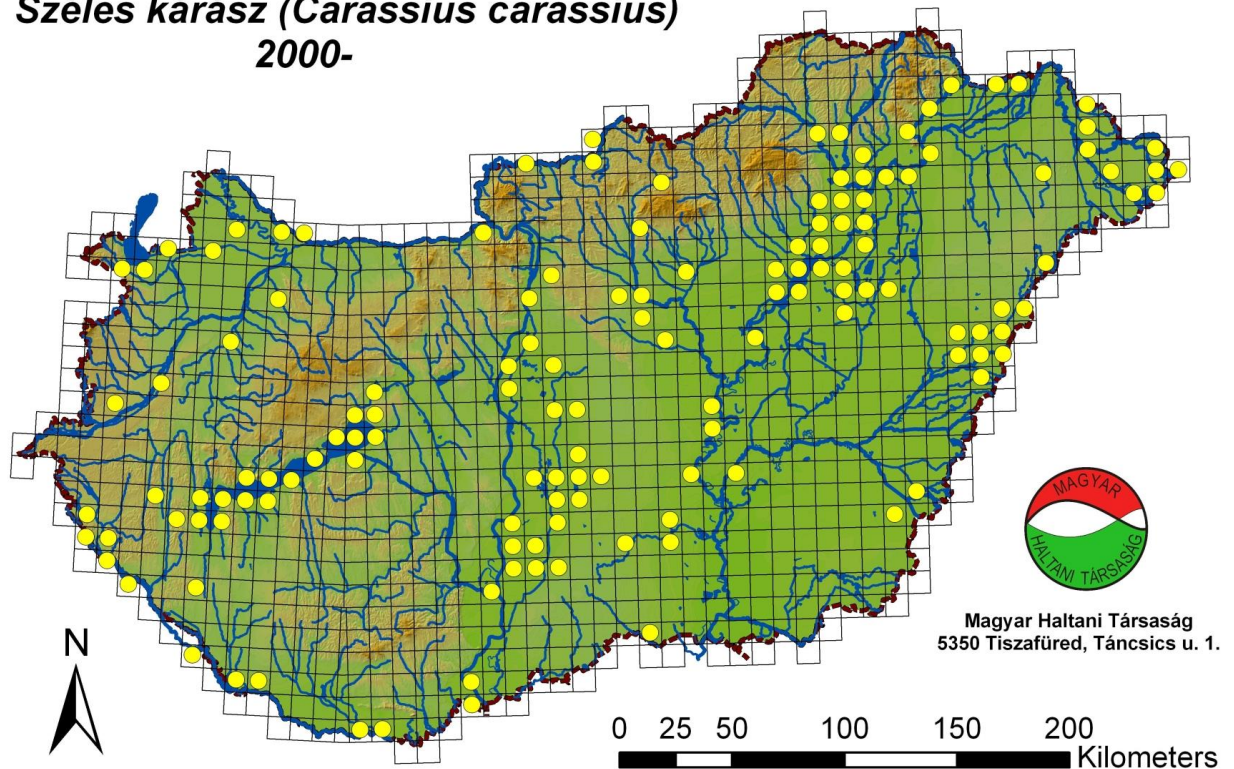 Széles kárász (Carassius carassius)
2000-
MAGYAR
HALTANI TÁRSASÁG
Magyar Haltani Társaság
5350 Tiszafüred, Táncsics u. 1.
N
0 25 50 100 150 200
Kilometers